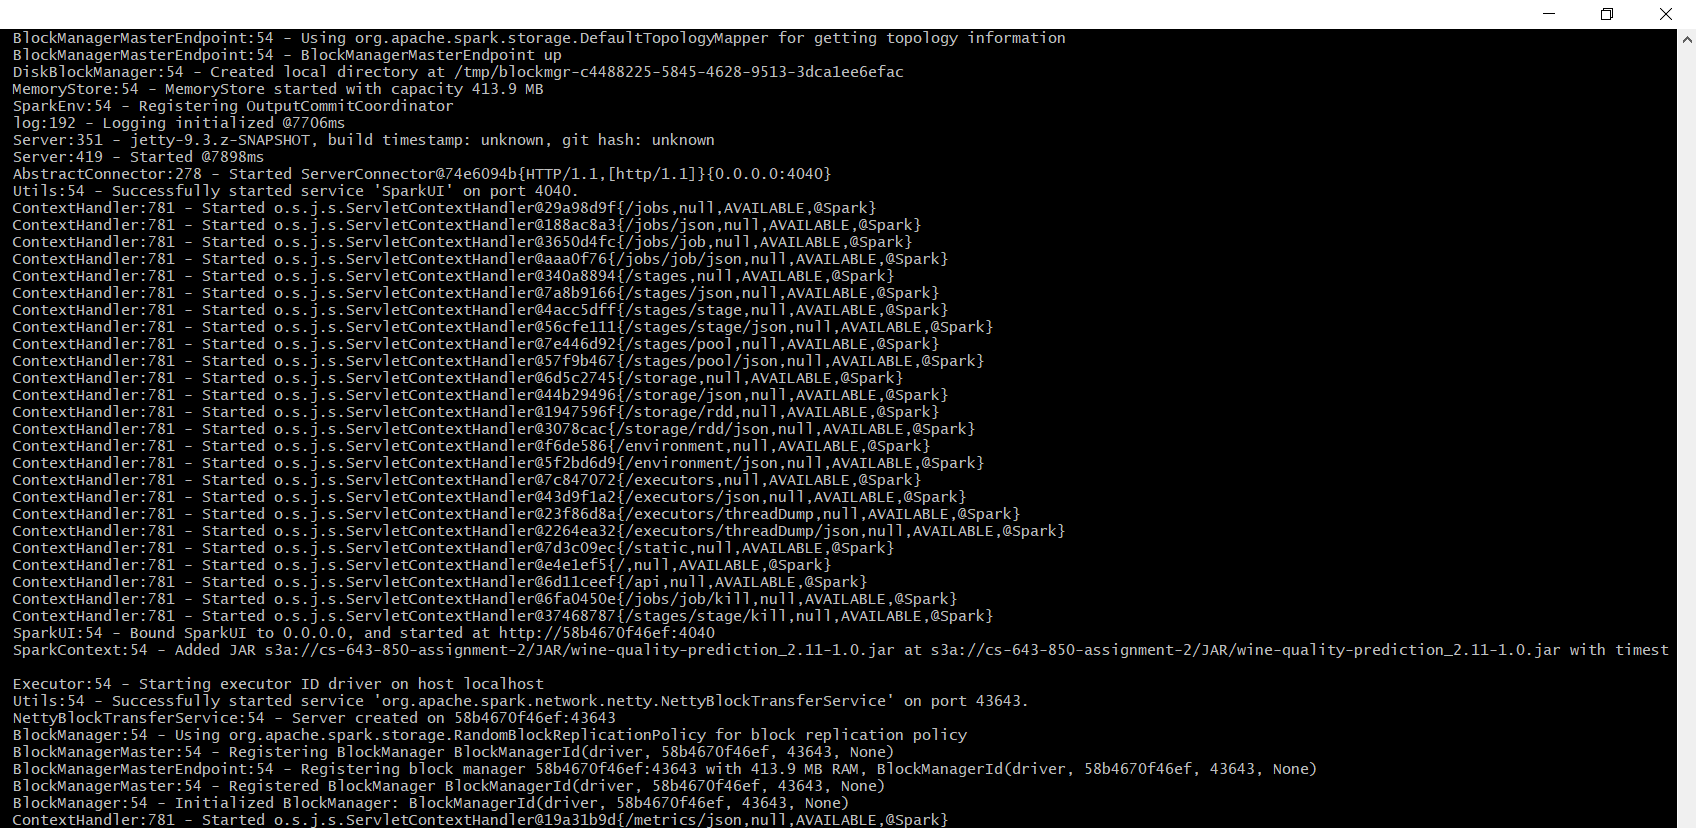 BlockManagerMasterEndpoint:54 - Using org.apache.spark.storage.DefaultTopologyMapper for getting topology information
BlockManagerMasterEndpoint:54 - BlockManagerMasterEndpoint up
DiskBlockManager:54 - Created local directory at /tmp/blockmgr-c4488225-5845-4628-9513-3dca1ee6efac
MemoryStore:54 - MemoryStore started with capacity 413.9 MB
SparkEnv:54 - Registering OutputCommitCoordinator
log:192 - Logging initialized @7706ms
Server:351 - jetty-9.3.z-SNAPSHOT, build timestamp: unknown, git hash: unknown
Server:419 - Started @7898ms
AbstractConnector:278 - Started ServerConnector@74e6094b{HTTP/1.1,[http/1.1]}{0.0.0.0:4040}
Utils:54 - Successfully started service 'SparkUI' on port 4040.
ContextHandler:781 - Started o.s.j.s.ServletContextHandler@29a98d9f{/jobs,null,AVAILABLE,@Spark}
ContextHandler:781 - Started o.s.j.s.ServletContextHandler@188ac8a3{/jobs/json,null,AVAILABLE,@Spark}
ContextHandler:781 - Started o.s.j.s.ServletContextHandler@3650d4fc{/jobs/job,null,AVAILABLE,@Spark}
ContextHandler:781 - Started o.s.j.s.ServletContextHandler@aaa0f76{/jobs/job/json,null,AVAILABLE,@Spark}
ContextHandler:781 - Started o.s.j.s.ServletContextHandler@340a8894{/stages,null,AVAILABLE,@Spark}
ContextHandler:781 - Started o.s.j.s.ServletContextHandler@7a8b9166{/stages/json,null,AVAILABLE,@Spark}
ContextHandler:781 - Started o.s.j.s.ServletContextHandler@4acc5dff{/stages/stage,null,AVAILABLE,@Spark}
ContextHandler:781 - Started o.s.j.s.ServletContextHandler@56cfe111{/stages/stage/json,null,AVAILABLE,@Spark}
ContextHandler:781 - Started o.s.j.s.ServletContextHandler@7e446d92{/stages/pool,null,AVAILABLE,@Spark}
ContextHandler:781 - Started o.s.j.s.ServletContextHandler@57f9b467{/stages/pool/json,null,AVAILABLE,@Spark}
ContextHandler:781 - Started o.s.j.s.ServletContextHandler@6d5c2745{/storage,null,AVAILABLE,@Spark}
ContextHandler:781 - Started o.s.j.s.ServletContextHandler@44b29496{/storage/json,null,AVAILABLE,@Spark}
ContextHandler:781 - Started o.s.j.s.ServletContextHandler@1947596f{/storage/rdd,null,AVAILABLE,@Spark}
ContextHandler:781 - Started o.s.j.s.ServletContextHandler@3078cac{/storage/rdd/json,null,AVAILABLE,@Spark}
ContextHandler:781 - Started o.s.j.s.ServletContextHandler@f6de586{/environment,null,AVAILABLE,@Spark}
ContextHandler:781 - Started o.s.j.s.ServletContextHandler@5f2bd6d9{/environment/json,null,AVAILABLE,@Spark}
ContextHandler:781 - Started o.s.j.s.ServletContextHandler@7c847072{/executors,null,AVAILABLE,@Spark}
ContextHandler:781 - Started o.s.j.s.ServletContextHandler@43d9f1a2{/executors/json,null,AVAILABLE,@Spark}
ContextHandler:781 - Started o.s.j.s.ServletContextHandler@23f86d8a{/executors/threadDump,null,AVAILABLE,@Spark}
ContextHandler:781 - Started o.s.j.s.ServletContextHandler@2264ea32{/executors/threadDump/json,null,AVAILABLE,@Spark}
ContextHandler:781 - Started o.s.j.s.ServletContextHandler@7d3c09ec{/static,null,AVAILABLE,@Spark}
ContextHandler:781 - Started o.s.j.s.ServletContextHandler@e4e1ef5{/,null,AVAILABLE,@Spark}
ContextHandler:781 - Started o.s.j.s.ServletContextHandler@6d11ceef{/api,null,AVAILABLE,@Spark}
ContextHandler:781 - Started o.s.j.s.ServletContextHandler@6fa0450e{/jobs/job/kill,null,AVAILABLE,@Spark}
ContextHandler:781 - Started o.s.j.s.ServletContextHandler@37468787{/stages/stage/kill,null,AVAILABLE,@Spark}
SparkUI:54 - Bound SparkUI to 0.0.0.0, and started at http://58b4670f46ef:4040
SparkContext:54 - Added JAR s3a://cs-643-850-assignment-2/JAR/wine-quality-prediction_2.11-1.0.jar at s3a://cs-643-850-assignment-2/JAR/wine-quality-prediction_2.11-1.0.jar with timest
Executor:54 - Starting executor ID driver on host localhost
Utils:54 - Successfully started service 'org.apache.spark.network.netty.NettyBlockTransferService' on port 43643.
NettyBlockTransferService:54 - Server created on 58b4670f46ef:43643
BlockManager:54 - Using org.apache.spark.storage.RandomBlockReplicationPolicy for block replication policy
BlockManagerMaster:54 - Registering BlockManager BlockManagerId(driver, 58b4670f46ef, 43643, None)
BlockManagerMasterEndpoint:54 - Registering block manager 58b4670f46ef:43643 with 413.9 MB RAM, BlockManagerId(driver, 58b4670f46ef, 43643, None)
BlockManagerMaster:54 - Registered BlockManager BlockManagerId(driver, 58b4670f46ef, 43643, None)
BlockManager:54 - Initialized BlockManager: BlockManagerId(driver, 58b4670f46ef, 43643, None)
ContextHandler:781 - Started o.s.j.s.ServletContextHandler@19a31b9d{/metrics/json,null,AVAILABLE,@Spark}